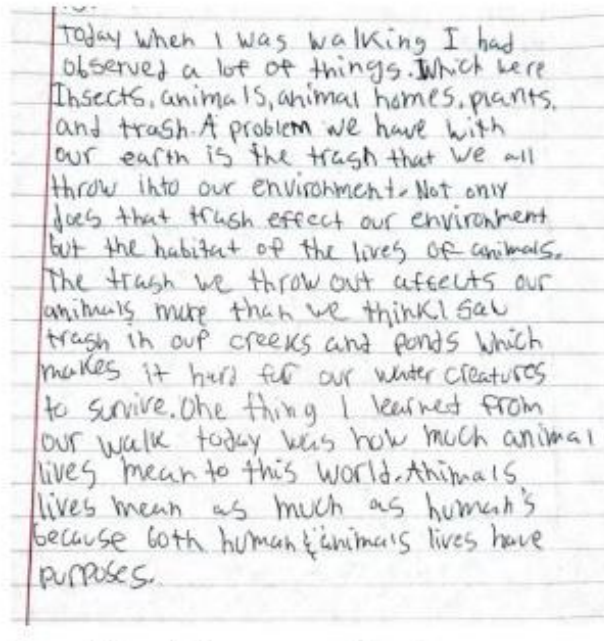 Today when I was walking I had
observed a lot of things. Which were
Insects, animals, animal homes, plants,
and trash. A problem we have with
our earth is the trash that we all
throw into our environment. Not only
does that trash effect our environment
but the habitat of the lives of animals.
The trash we throw out affects our
animals more than we think I saw
trash in our creeks and ponds which
makes it hard for our water creatures
to survive. One thing I learned from
our walk today was how much animal
lives mean to this world. Animals
lives mean as much as human's
because both human & animals lives have
purposes.